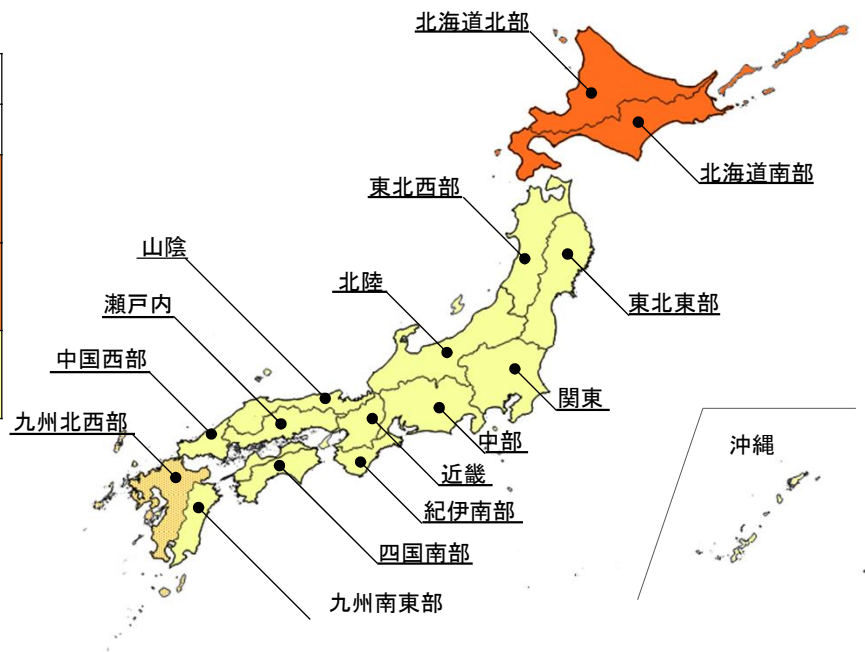 北海道北部
北海道南部
東北西部
山陰
北陸
東北東部
瀬戸内
中国西部
関東
九州北西部
中部
沖縄
近畿
紀伊南部
四国南部
九州南東部